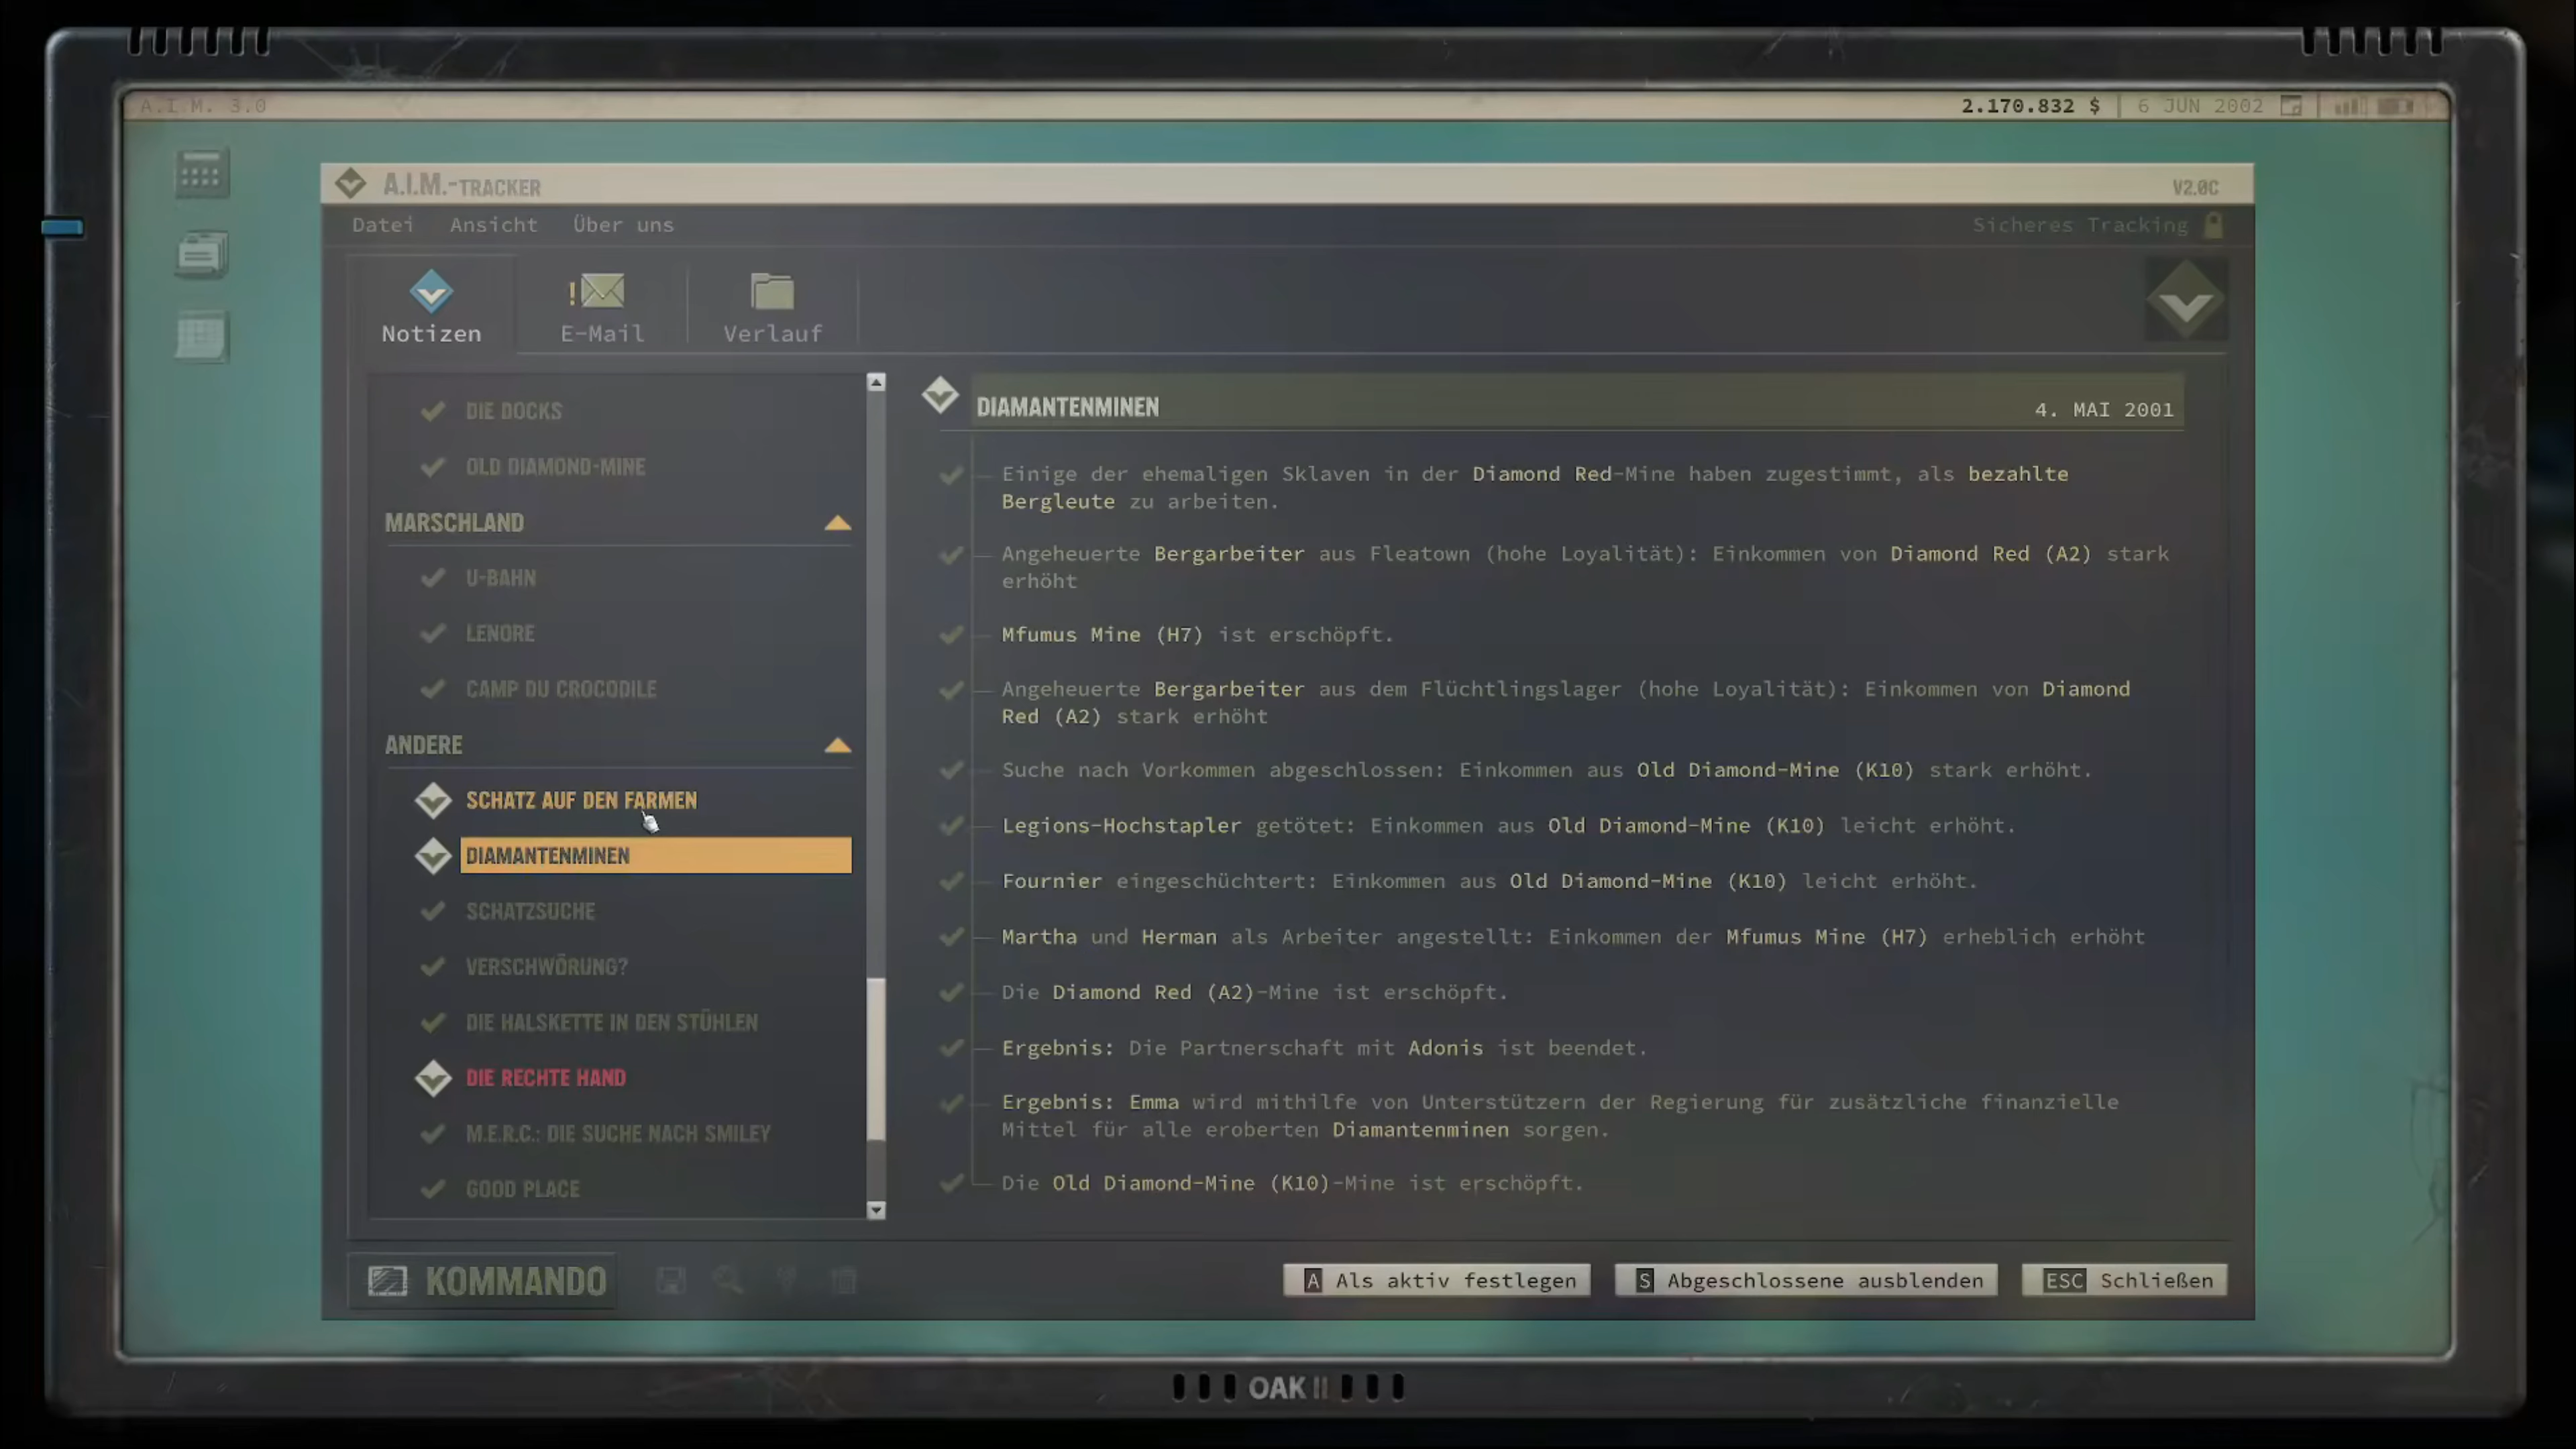 A.I.M. 3.0
2.170.832 $ | 6 JUN 2002
A.I.M.-TRACKER
V2.0C
Datei Ansicht Über uns
Sicheres Tracking
Notizen
! E-Mail
Verlauf
DIE DOCKS
OLD DIAMOND-MINE
MARSCHLAND
U-BAHN
LENORE
CAMP DU CROCODILE
ANDERE
SCHATZ AUF DEN FARMEN
DIAMANTENMINEN
SCHATZSUCHE
VERSCHWÖRUNG?
DIE HALSKETTE IN DEN STÜHLEN
DIE RECHTE HAND
M.E.R.C.: DIE SUCHE NACH SMILEY
GOOD PLACE
DIAMANTENMINEN
4. MAI 2001
Einige der ehemaligen Sklaven in der Diamond Red-Mine haben zugestimmt, als bezahlte
Bergleute zu arbeiten.
Angeheuerte Bergarbeiter aus Fleatown (hohe Loyalität): Einkommen von Diamond Red (A2) stark
erhöht
Mfumus Mine (H7) ist erschöpft.
Angeheuerte Bergarbeiter aus dem Flüchtlingslager (hohe Loyalität): Einkommen von Diamond
Red (A2) stark erhöht
Suche nach Vorkommen abgeschlossen: Einkommen aus Old Diamond-Mine (K10) stark erhöht.
Legions-Hochstapler getötet: Einkommen aus Old Diamond-Mine (K10) leicht erhöht.
Fournier eingeschüchtert: Einkommen aus Old Diamond-Mine (K10) leicht erhöht.
Martha und Herman als Arbeiter angestellt: Einkommen der Mfumus Mine (H7) erheblich erhöht
Die Diamond Red (A2)-Mine ist erschöpft.
Ergebnis: Die Partnerschaft mit Adonis ist beendet.
Ergebnis: Emma wird mithilfe von Unterstützern der Regierung für zusätzliche finanzielle
Mittel für alle eroberten Diamantenminen sorgen.
Die Old Diamond-Mine (K10)-Mine ist erschöpft.
KOMMANDO
A Als aktiv festlegen
S Abgeschlossene ausblenden
ESC Schließen
OAK II